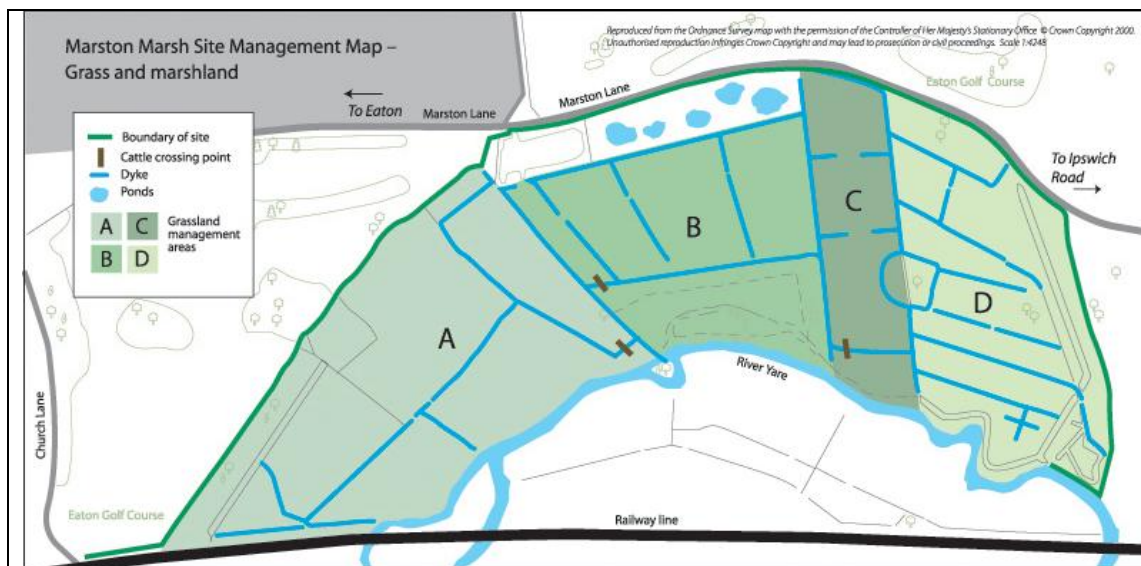 Marston Marsh Site Management Map –
Grass and marshland
Reproduced from the Ordnance Survey map with the permission of the Controller of Her Majesty's Stationary Office © Crown Copyright 2000.
Unauthorised reproduction infringes Crown Copyright and may lead to prosecution or civil proceedings. Scale 1:4248
Eaton Golf Course
To Eaton
Marston Lane
Marston Lane
Boundary of site
Cattle crossing point
Dyke
Ponds
A
C
Grassland
management
areas
B
D
To Ipswich
Road
C
B
D
A
River Yare
Church Lane
Eaton Golf Course
Railway line